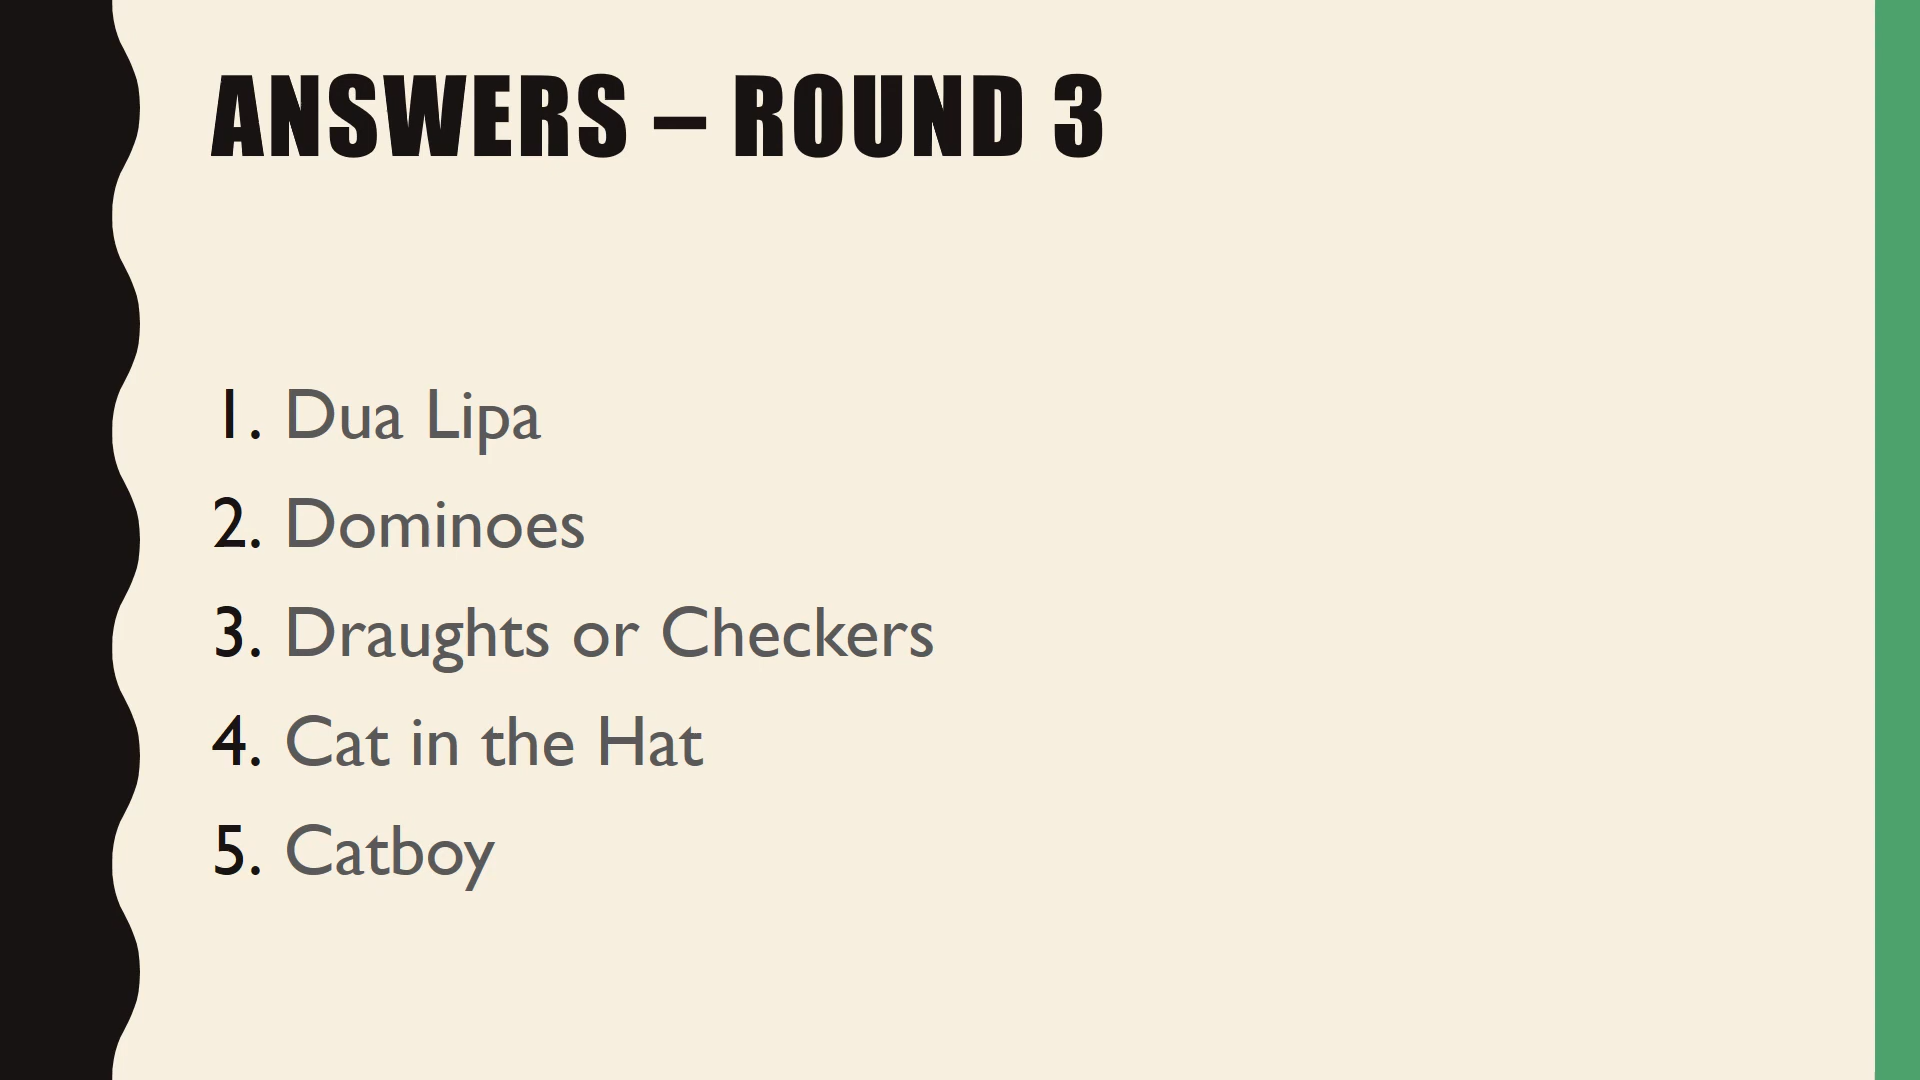 ANSWERS – ROUND 3
1. Dua Lipa
2. Dominoes
3. Draughts or Checkers
4. Cat in the Hat
5. Catboy